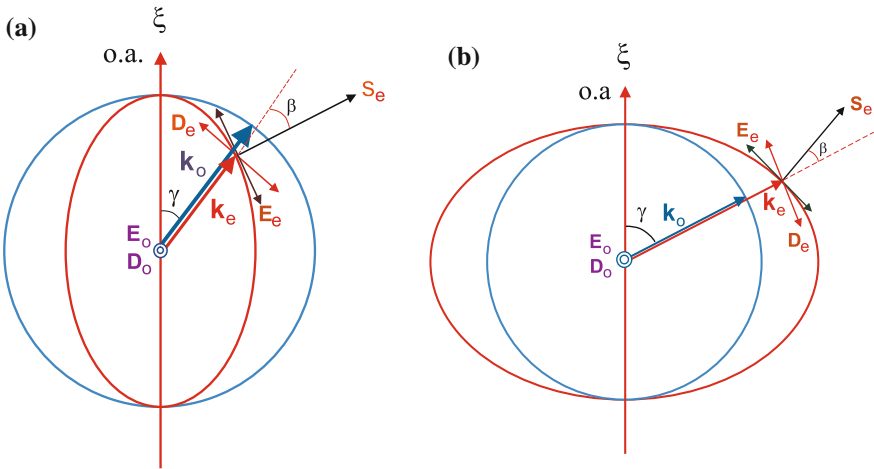 (a)
ξ
o.a.
β
Se
De
ko
γ
ke
Ee
Eo
Do
(b)
ξ
o.a
Se
Ee
β
γ
ko
ke
Eo
Do
De